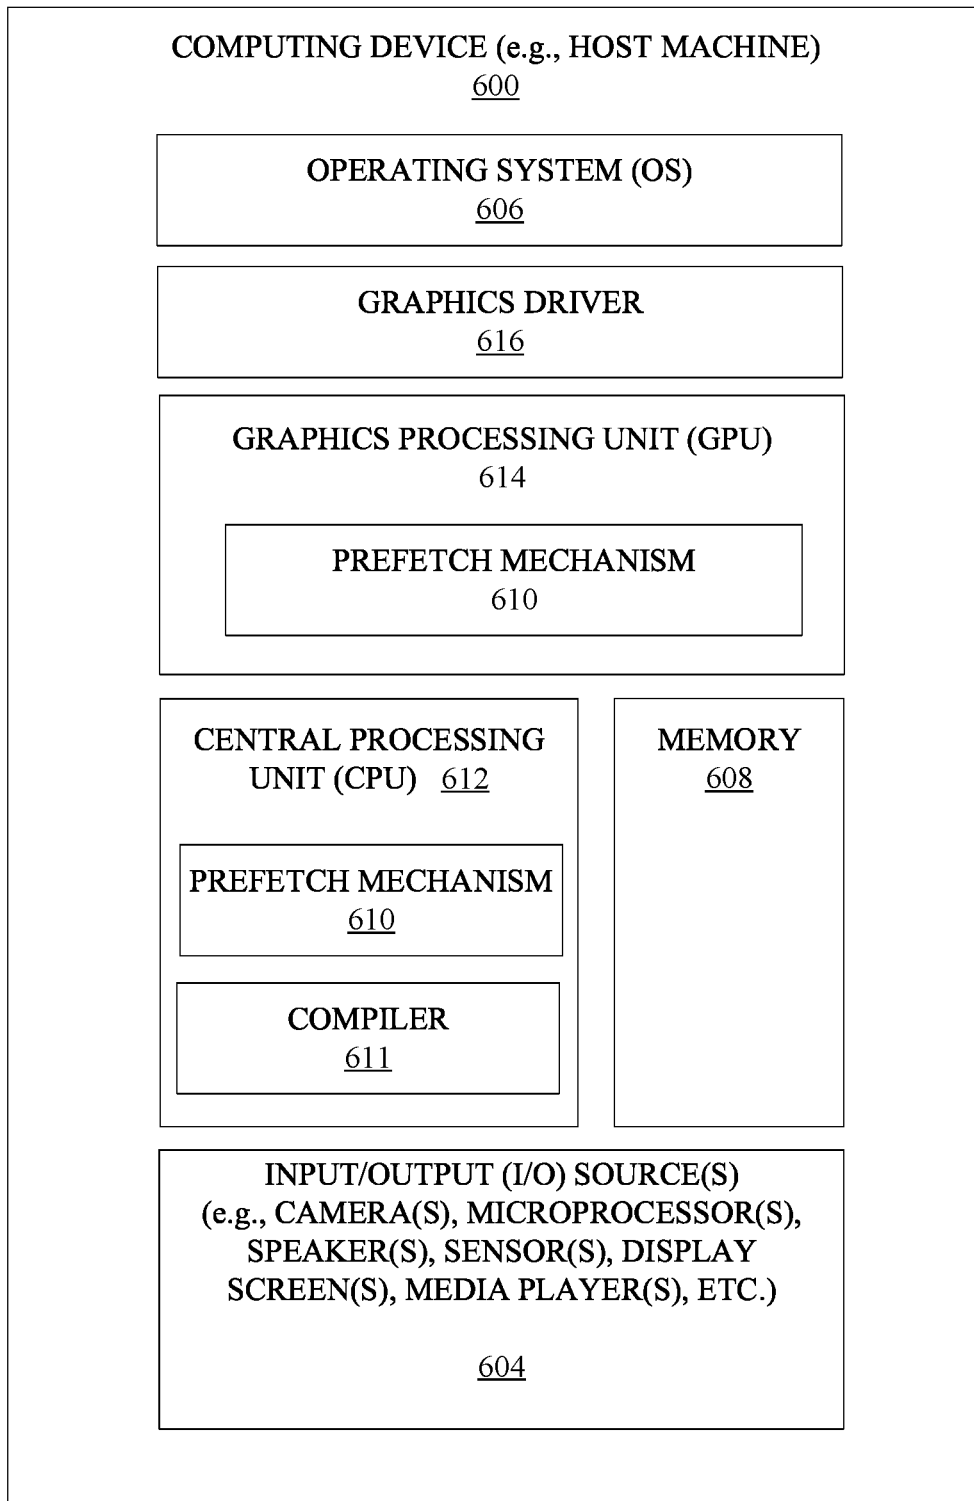 COMPUTING DEVICE (e.g., HOST MACHINE)
600
OPERATING SYSTEM (OS)
606
GRAPHICS DRIVER
616
GRAPHICS PROCESSING UNIT (GPU)
614
PREFETCH MECHANISM
610
CENTRAL PROCESSING
UNIT (CPU) 612
PREFETCH MECHANISM
610
COMPILER
611
MEMORY
608
INPUT/OUTPUT (I/O) SOURCE(S)
(e.g., CAMERA(S), MICROPROCESSOR(S),
SPEAKER(S), SENSOR(S), DISPLAY
SCREEN(S), MEDIA PLAYER(S), ETC.)
604